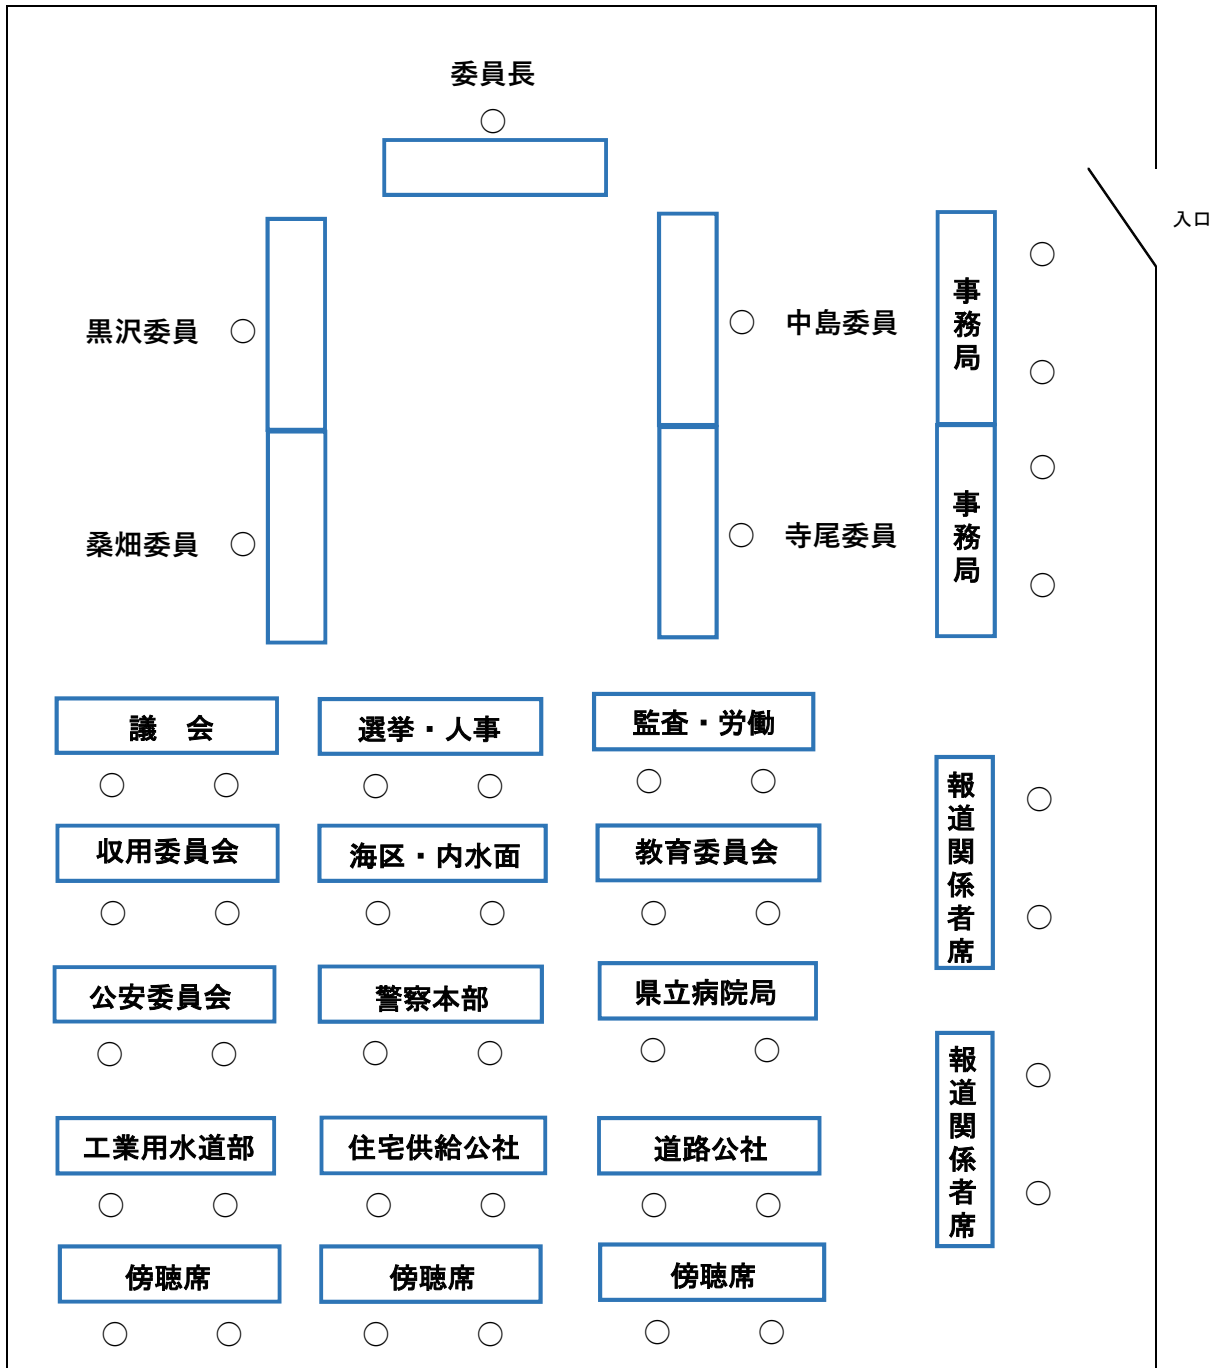 委員長
入口
黒沢委員
中島委員
事務局
桑畑委員
寺尾委員
事務局
議　会
選挙・人事
監査・労働
収用委員会
海区・内水面
教育委員会
報道関係者席
公安委員会
警察本部
県立病院局
工業用水道部
住宅供給公社
道路公社
報道関係者席
傍聴席
傍聴席
傍聴席